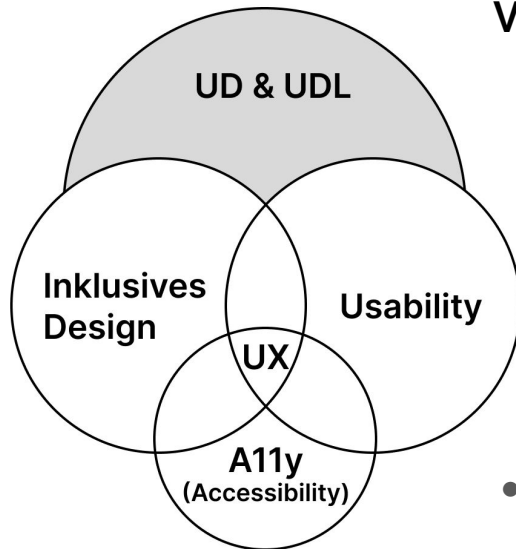 UD & UDL
Inklusives
Design
Usability
UX
A11y
(Accessibility)